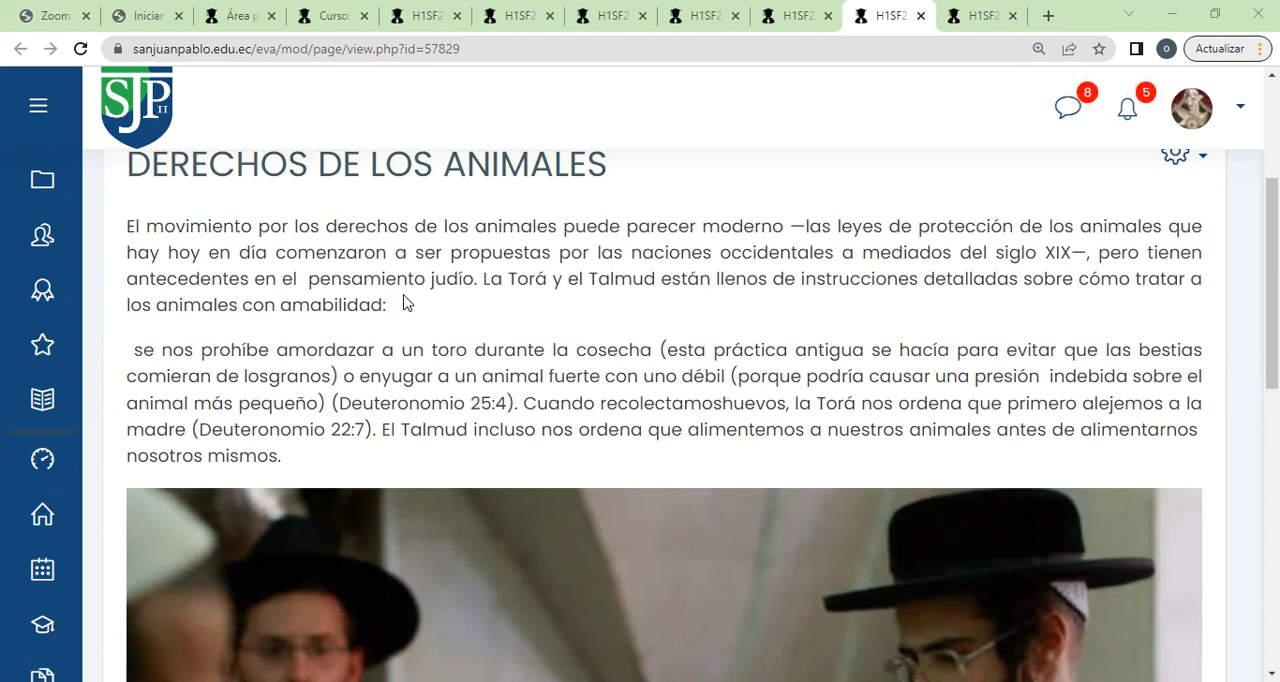 Zoom
Iniciar
Área p
Curso:
H1SF2
H1SF2
H1SF2
H1SF2
H1SF2
H1SF2
H1SF2
sanjuanpablo.edu.ec/eva/mod/page/view.php?id=57829
o
Actualizar
SJP
II
8
5
DERECHOS DE LOS ANIMALES
El movimiento por los derechos de los animales puede parecer moderno —las leyes de protección de los animales que
hay hoy en día comenzaron a ser propuestas por las naciones occidentales a mediados del siglo XIX—, pero tienen
antecedentes en el pensamiento judío. La Torá y el Talmud están llenos de instrucciones detalladas sobre cómo tratar a
los animales con amabilidad:
se nos prohíbe amordazar a un toro durante la cosecha (esta práctica antigua se hacía para evitar que las bestias
comieran de losgranos) o enyugar a un animal fuerte con uno débil (porque podría causar una presión indebida sobre el
animal más pequeño) (Deuteronomio 25:4). Cuando recolectamoshuevos, la Torá nos ordena que primero alejemos a la
madre (Deuteronomio 22:7). El Talmud incluso nos ordena que alimentemos a nuestros animales antes de alimentarnos
nosotros mismos.